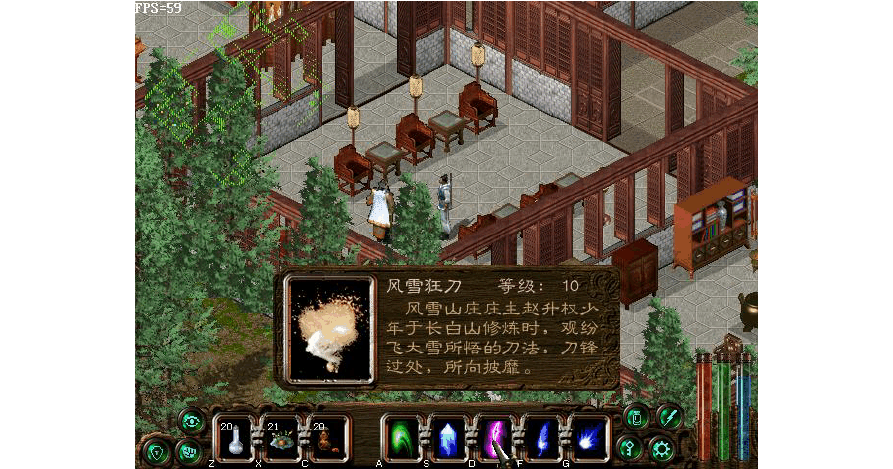 FPS=59
风雪狂刀 等级： 10
风雪山庄庄主赵升权少
年于长白山修炼时，观纷
飞大雪所悟的刀法，刀锋
过处，所向披靡。
20 21 20
Z X C A S D F G